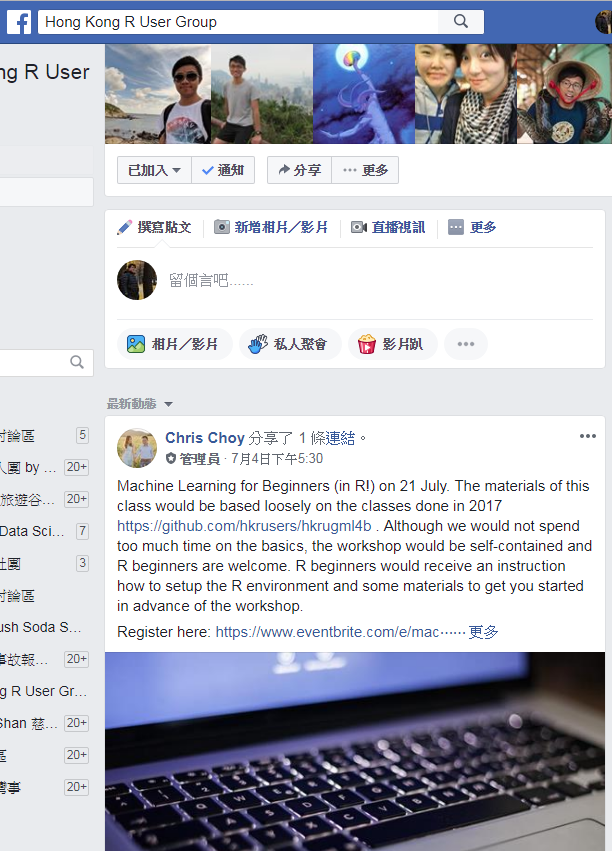 Hong Kong R User Group
ng R User
已加入
通知
分享
更多
撰寫貼文
新增相片／影片
直播視訊
更多
留個言吧......
相片／影片
私人聚會
影片趴
最新動態
討論區 5
人團 by ... 20+
旅遊谷... 20+
Data Sci... 7
社團 3
討論區
ush Soda S...
事故報... 20+
ng R User Gr...
Shan 慈... 20+
區 20+
灣事 20+
Chris Choy 分享了 1 條連結。
管理員 · 7月4日下午5:30
Machine Learning for Beginners (in R!) on 21 July. The materials of this
class would be based loosely on the classes done in 2017
https://github.com/hkrusers/hkrugml4b . Although we would not spend
too much time on the basics, the workshop would be self-contained and
R beginners are welcome. R beginners would receive an instruction
how to setup the R environment and some materials to get you started
in advance of the workshop.
Register here: https://www.eventbrite.com/e/mac⋯⋯ 更多